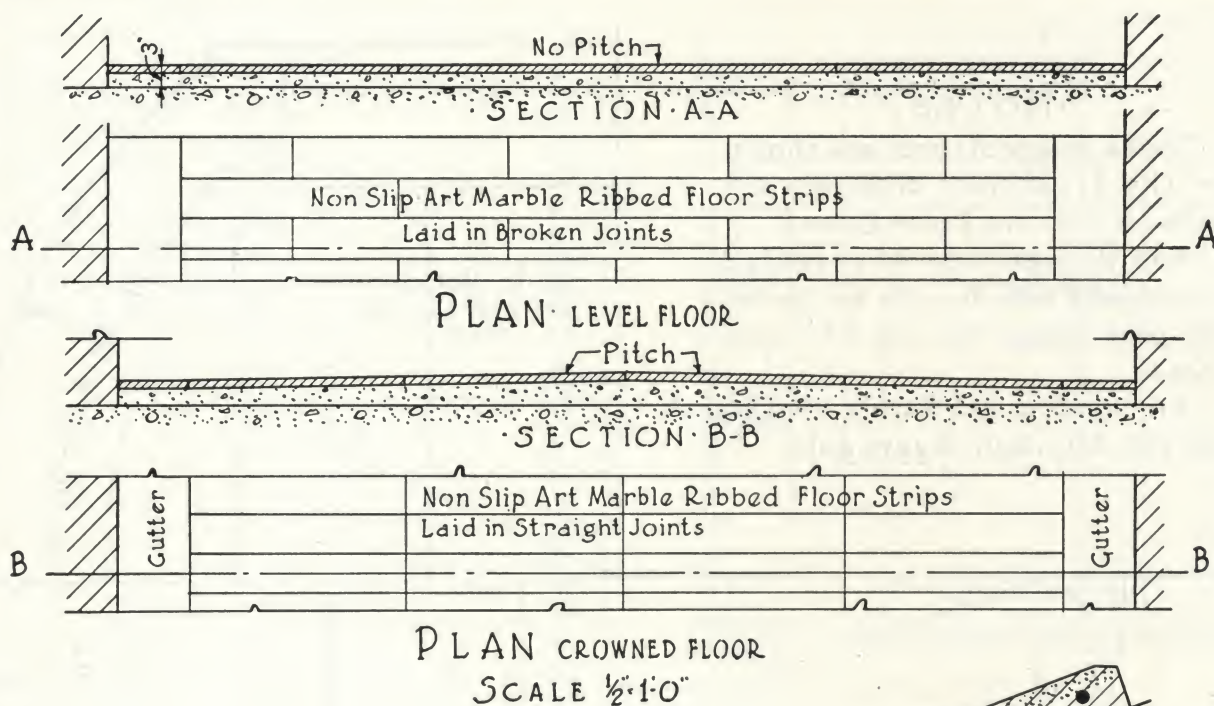 3"
No Pitch
·SECTION·A-A
Non Slip Art Marble Ribbed Floor Strips
Laid in Broken Joints
A
A
PLAN· LEVEL FLOOR
Pitch
·SECTION· B-B
Gutter
Non Slip Art Marble Ribbed Floor Strips
Laid in Straight Joints
Gutter
B
B
PLAN CROWNED FLOOR
SCALE ½"·1'·0"